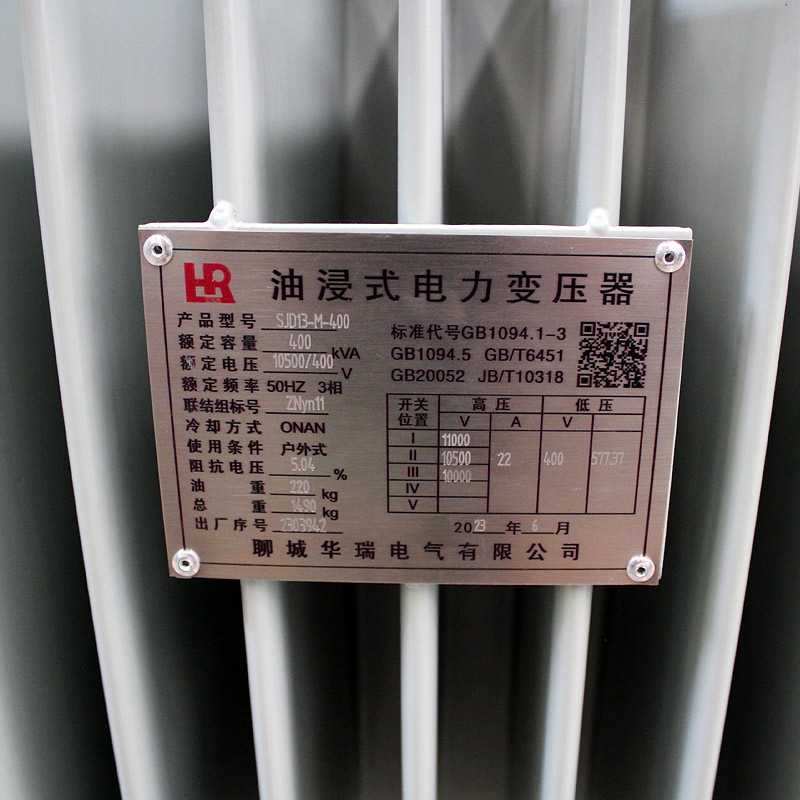 HR 油浸式电力变压器
产品型号 SJD13-M-400
额定容量 400 kVA
额定电压 10500/400 V
额定频率 50HZ 3相
联结组标号 ZNyn11
冷却方式 ONAN
使用条件 户外式
阻抗电压 5.04 %
油 重 220 kg
总 重 1490 kg
出厂序号 2303942
标准代号GB1094.1-3
GB1094.5 GB/T6451
GB20052 JB/T10318
开关位置 高压 低压
V A V
I 11000
II 10500 22 400 577.37
III 10000
IV
V
2023 年 6 月
聊城华瑞电气有限公司